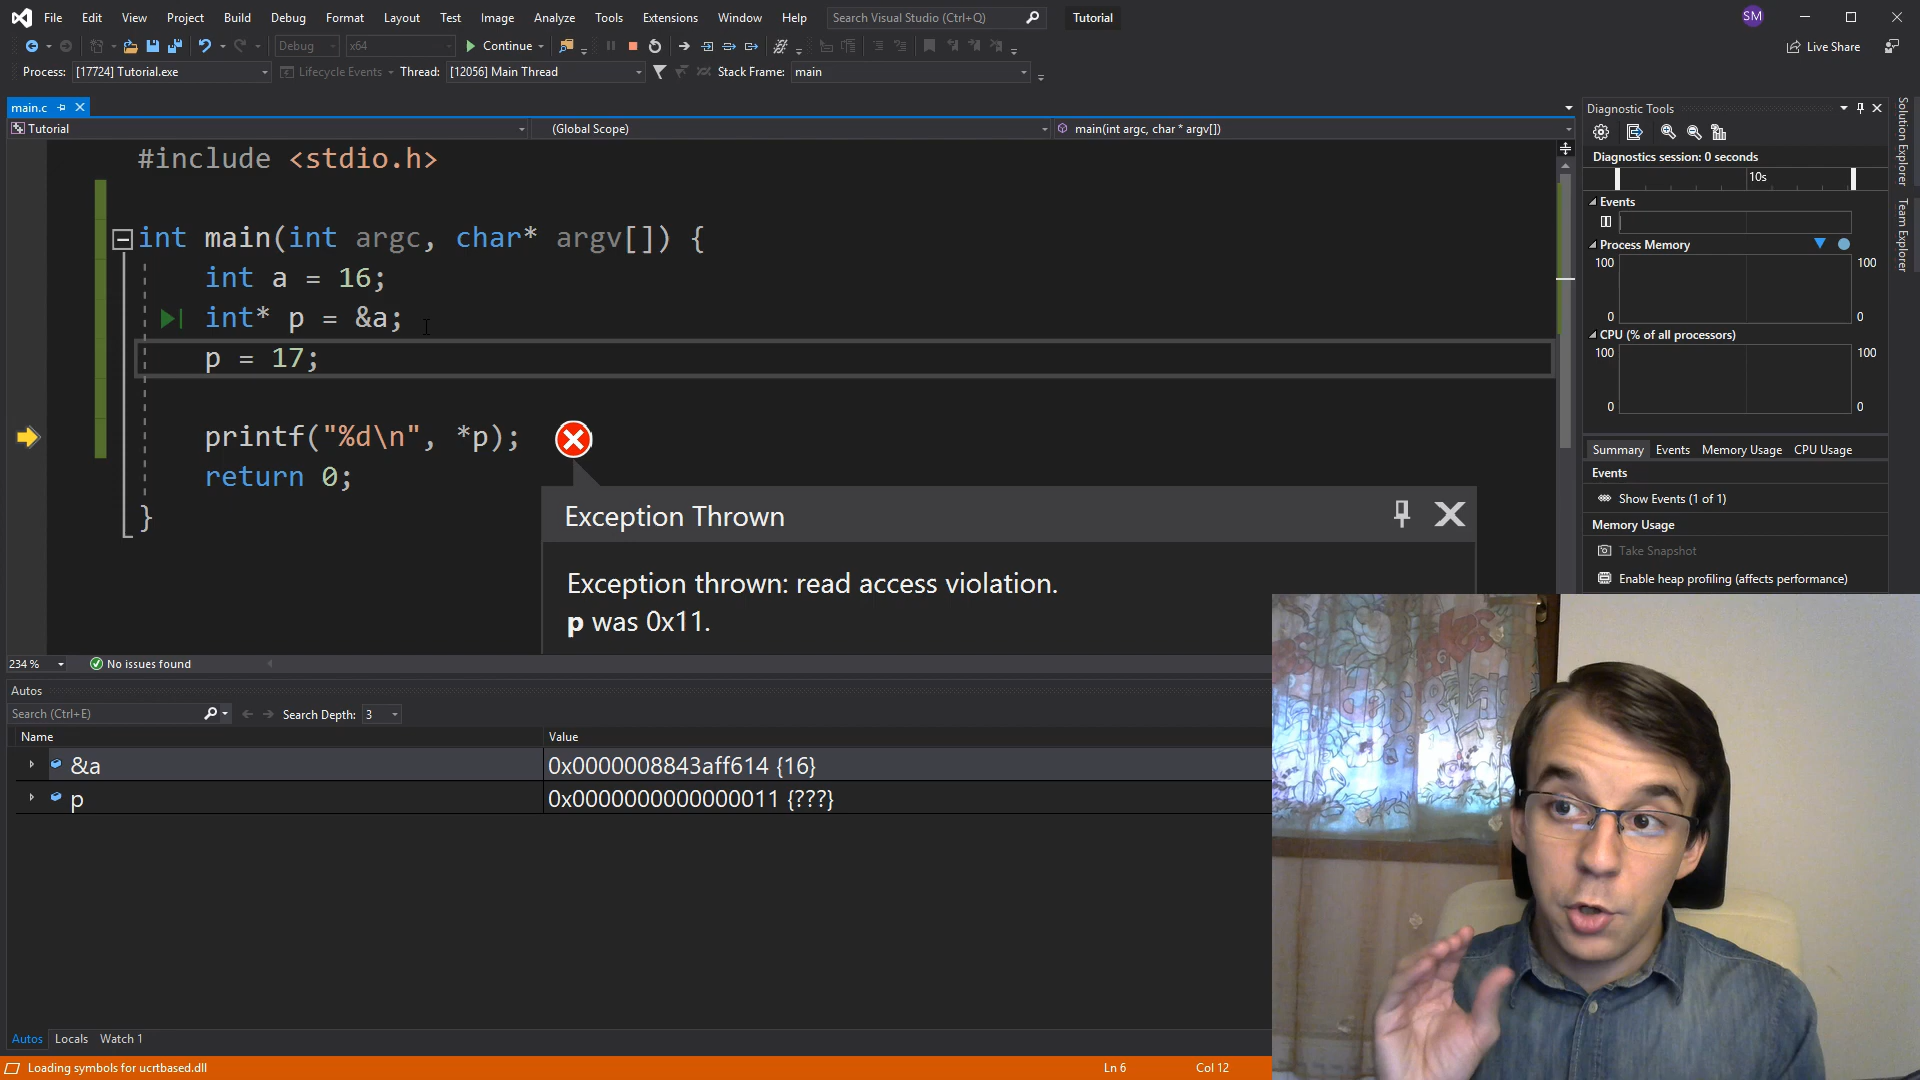 File Edit View Project Build Debug Format Layout Test Image Analyze Tools Extensions Window Help Search Visual Studio (Ctrl+Q) Tutorial SM
Debug x64 Continue Live Share
Process: [17724] Tutorial.exe Lifecycle Events Thread: [12056] Main Thread Stack Frame: main
main.c
Tutorial (Global Scope) main(int argc, char * argv[])
#include <stdio.h>
int main(int argc, char* argv[]) {
int a = 16;
int* p = &a;
p = 17;
printf("%d\n", *p);
return 0;
}
Exception Thrown
Exception thrown: read access violation.
p was 0x11.
234 % No issues found
Autos
Search (Ctrl+E) Search Depth: 3
Name Value
&a 0x0000008843aff614 {16}
p 0x0000000000000011 {???}
Autos Locals Watch 1
Loading symbols for ucrtbased.dll Ln 6 Col 12
Diagnostic Tools
Diagnostics session: 0 seconds
10s
Events
Process Memory
100 100
0 0
CPU (% of all processors)
100 100
0 0
Summary Events Memory Usage CPU Usage
Events
Show Events (1 of 1)
Memory Usage
Take Snapshot
Enable heap profiling (affects performance)
Solution Explorer
Team Explorer